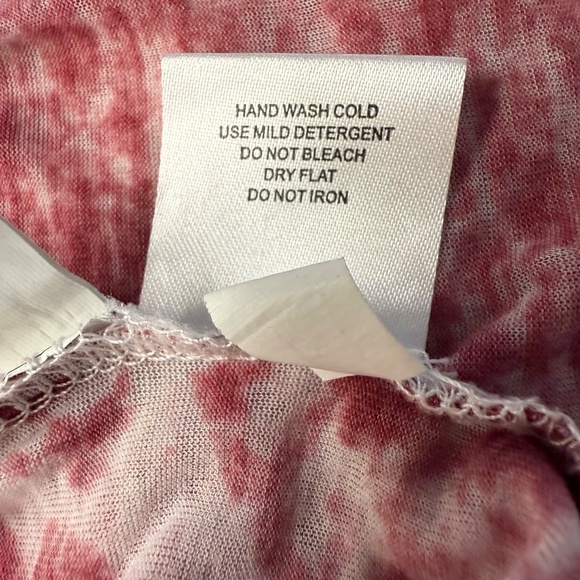 HAND WASH COLD
USE MILD DETERGENT
DO NOT BLEACH
DRY FLAT
DO NOT IRON